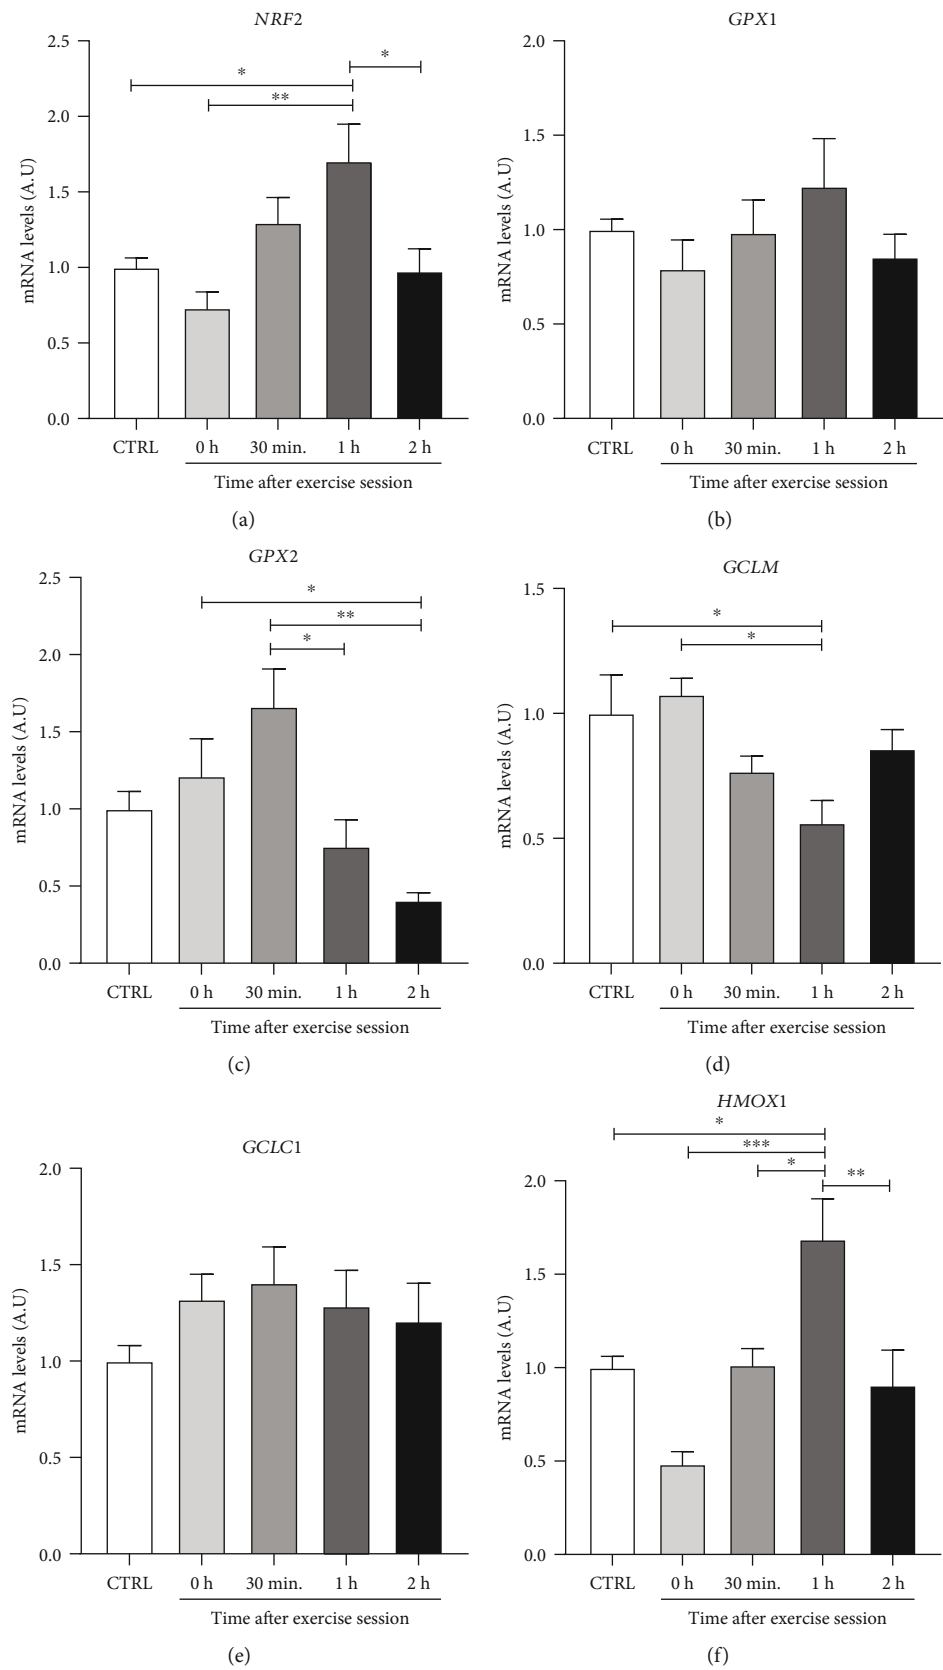 NRF2
2.5
2.0
1.5
1.0
0.5
0.0
mRNA levels (A.U)
*
*
**
CTRL 0 h 30 min. 1 h 2 h
Time after exercise session
(a)
GPX1
2.0
1.5
1.0
0.5
0.0
mRNA levels (A.U)
CTRL 0 h 30 min. 1 h 2 h
Time after exercise session
(b)
GPX2
2.5
2.0
1.5
1.0
0.5
0.0
mRNA levels (A.U)
*
**
*
CTRL 0 h 30 min. 1 h 2 h
Time after exercise session
(c)
GCLM
1.5
1.0
0.5
0.0
mRNA levels (A.U)
*
*
CTRL 0 h 30 min. 1 h 2 h
Time after exercise session
(d)
GCLC1
2.0
1.5
1.0
0.5
0.0
mRNA levels (A.U)
CTRL 0 h 30 min. 1 h 2 h
Time after exercise session
(e)
HMOX1
*
***
*
**
2.0
1.5
1.0
0.5
0.0
mRNA levels (A.U)
CTRL 0 h 30 min. 1 h 2 h
Time after exercise session
(f)